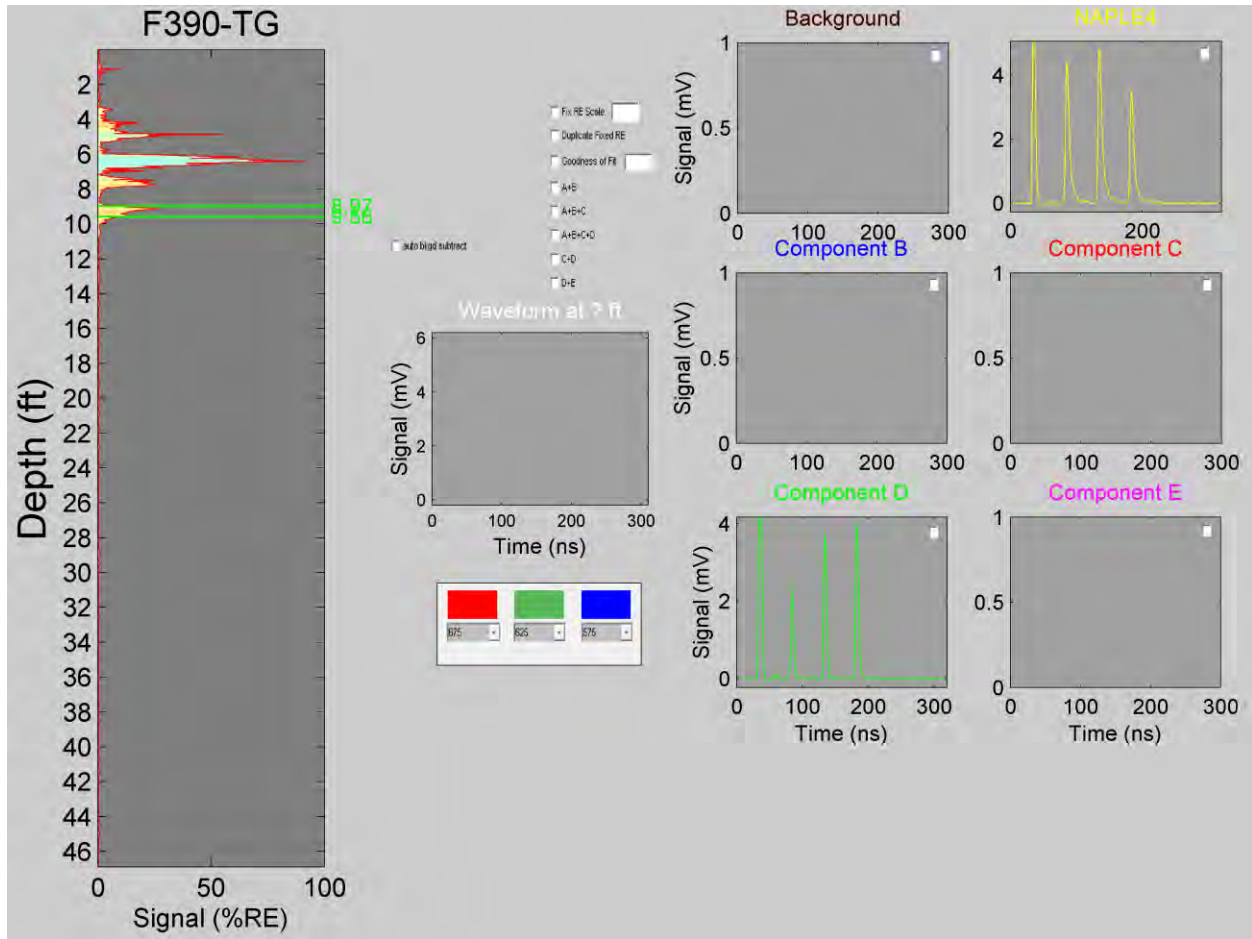 F390-TG
2
4
6
8
10
12
14
16
18
20
22
24
26
28
30
32
34
36
38
40
42
44
46
Depth (ft)
0 50 100
Signal (%RE)
Fix RE Scale
Duplicate Fixed RE
Goodness of Fit
A+B
A+B+C
A+B+C+D
C+D
D+E
auto bkgd subtract
Waveform at ? ft
6
4
2
0
Signal (mV)
0 100 200 300
Time (ns)
675 625 575
Background
1
0.5
0
Signal (mV)
0 100 200 300
NAPLE4
4
2
0
200
Component B
1
0.5
0
Signal (mV)
0 100 200 300
Component C
1
0.5
0
0 100 200 300
Component D
4
2
0
Signal (mV)
0 100 200 300
Time (ns)
Component E
1
0.5
0
0 100 200 300
Time (ns)